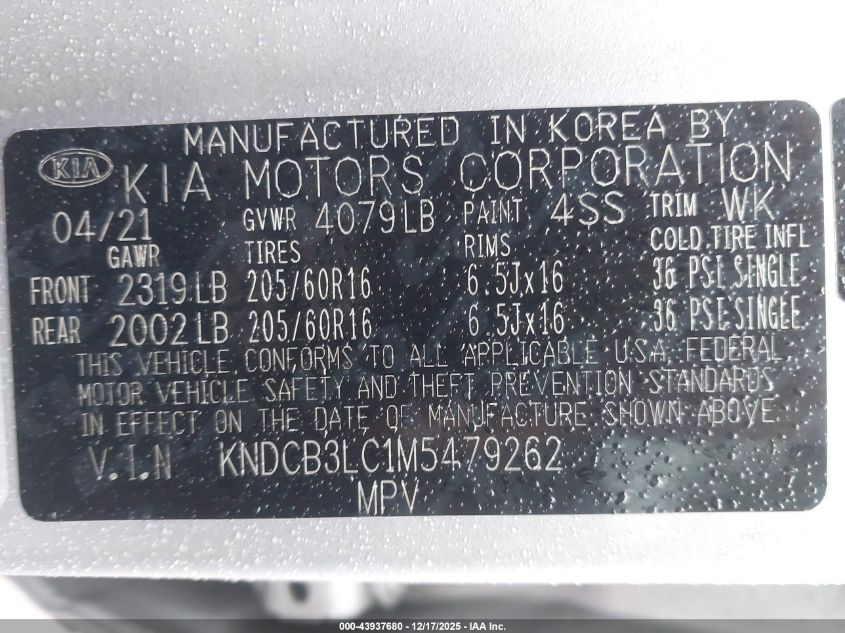 MANUFACTURED IN KOREA BY
KIA KIA MOTORS CORPORATION
04/21 GVWR 4079LB PAINT 4SS TRIM WK
GAWR TIRES RIMS COLD TIRE INFL
FRONT 2319LB 205/60R16 6.5Jx16 36 PSI.SINGLE
REAR 2002LB 205/60R16 6.5Jx16 36 PSI.SINGLE
THIS VEHICLE CONFORMS TO ALL APPLICABLE U.S.A. FEDERAL
MOTOR VEHICLE SAFETY AND THEFT PREVENTION STANDARDS
IN EFFECT ON THE DATE OF MANUFACTURE SHOWN ABOVE
V.I.N KNDCB3LC1M5479262
MPV
000-43937680 - 12/17/2025 - IAA Inc.